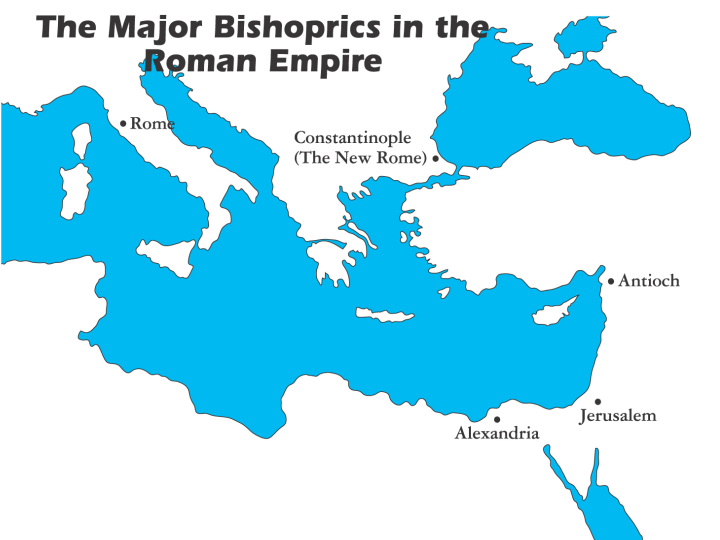 The Major Bishoprics in the
Roman Empire
Rome
Constantinople
(The New Rome)
Antioch
Jerusalem
Alexandria